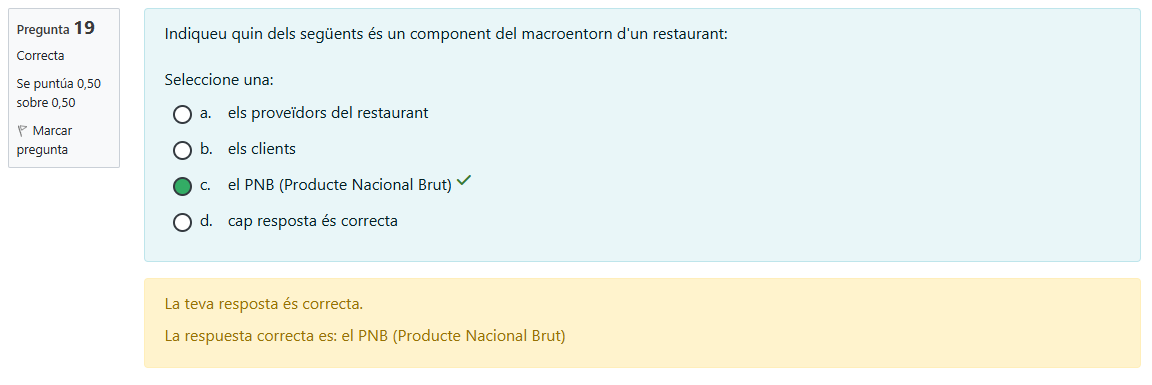 Pregunta 19
Correcta
Se puntúa 0,50
sobre 0,50
Marcar
pregunta
Indiqueu quin dels següents és un component del macroentorn d'un restaurant:
Seleccione una:
a. els proveïdors del restaurant
b. els clients
c. el PNB (Producte Nacional Brut)
d. cap resposta és correcta
La teva resposta és correcta.
La respuesta correcta es: el PNB (Producte Nacional Brut)